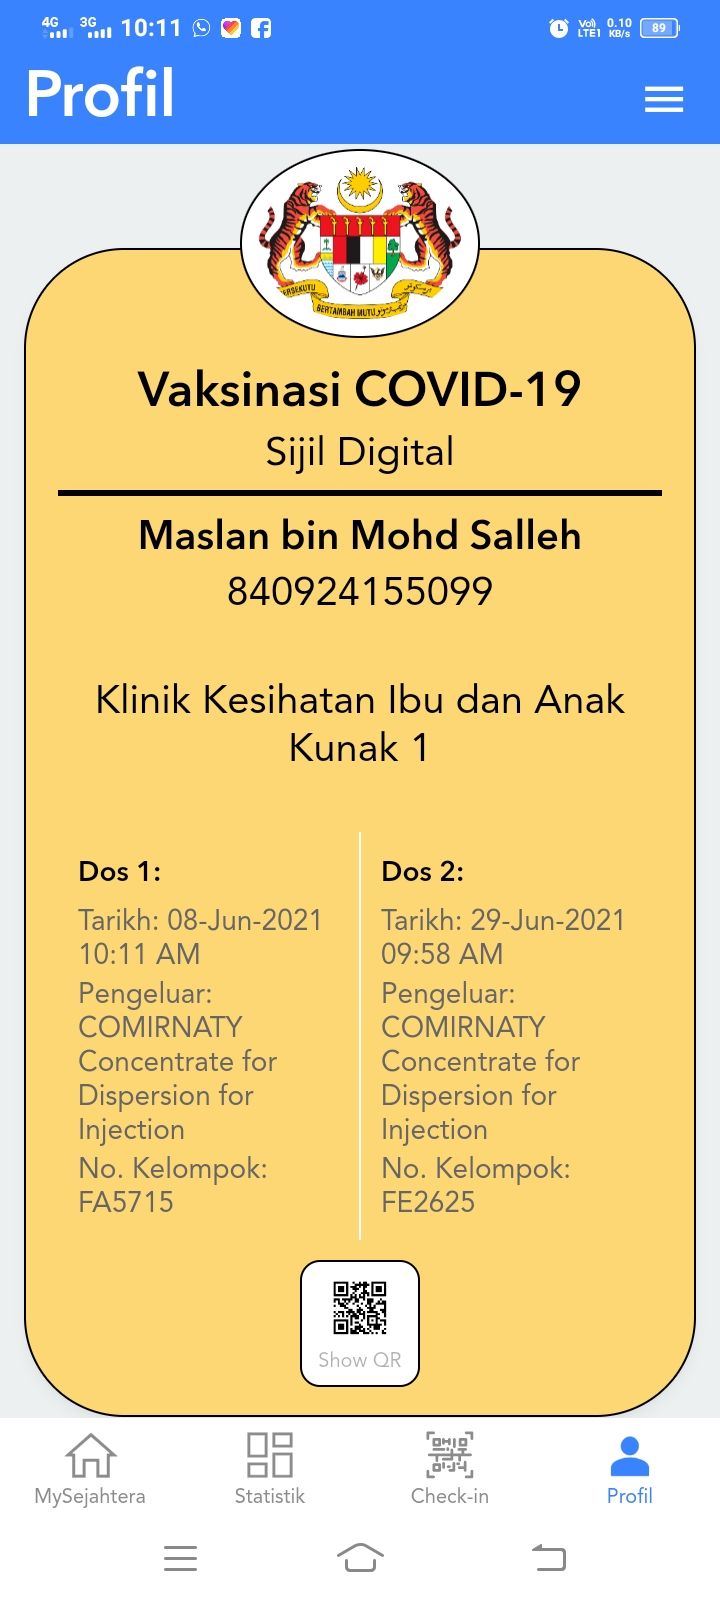 4G 3G 10:11 Vo) LTE1 0.10 KB/s 89
Profil
BERTAMBAH MUTU
Vaksinasi COVID-19
Sijil Digital
Maslan bin Mohd Salleh
840924155099
Klinik Kesihatan Ibu dan Anak
Kunak 1
Dos 1:
Tarikh: 08-Jun-2021
10:11 AM
Pengeluar:
COMIRNATY
Concentrate for
Dispersion for
Injection
No. Kelompok:
FA5715
Dos 2:
Tarikh: 29-Jun-2021
09:58 AM
Pengeluar:
COMIRNATY
Concentrate for
Dispersion for
Injection
No. Kelompok:
FE2625
Show QR
MySejahtera Statistik Check-in Profil